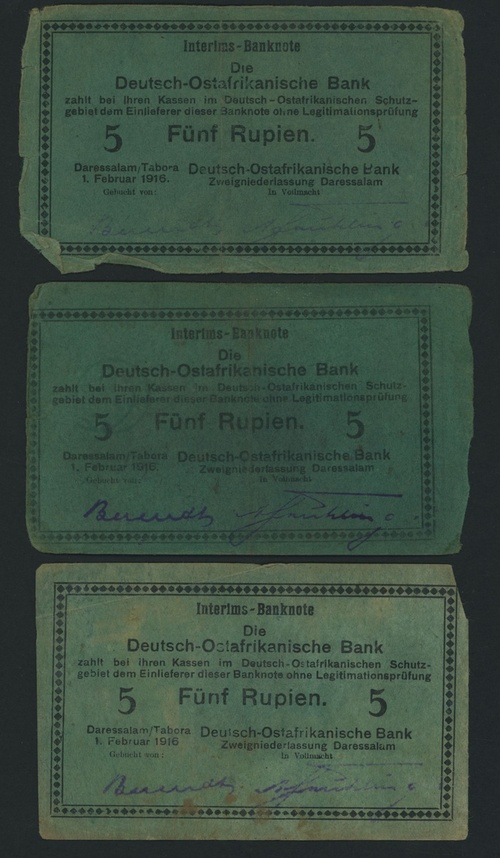 Interims-Banknote
Die
Deutsch-Ostafrikanische Bank
zahlt bei ihren Kassen im Deutsch-Ostafrikanischen Schutz-
gebiet dem Einlieferer dieser Banknote ohne Legitimationsprüfung
5 Fünf Rupien. 5
Daressalam/Tabora Deutsch-Ostafrikanische Bank
1. Februar 1916. Zweigniederlassung Daressalam
Gebucht von: In Vollmacht
Interims-Banknote
Die
Deutsch-Ostafrikanische Bank
zahlt bei ihren Kassen im Deutsch-Ostafrikanischen Schutz-
gebiet dem Einlieferer dieser Banknote ohne Legitimationsprüfung
5 Fünf Rupien. 5
Daressalam/Tabora Deutsch-Ostafrikanische Bank
1. Februar 1916 Zweigniederlassung Daressalam
Gebucht von: In Vollmacht
Interims-Banknote
Die
Deutsch-Ostafrikanische Bank
zahlt bei ihren Kassen im Deutsch-Ostafrikanischen Schutz-
gebiet dem Einlieferer dieser Banknote ohne Legitimationsprüfung
5 Fünf Rupien. 5
Daressalam/Tabora Deutsch-Ostafrikanische Bank
1. Februar 1916 Zweigniederlassung Daressalam
Gebucht von: In Vollmacht